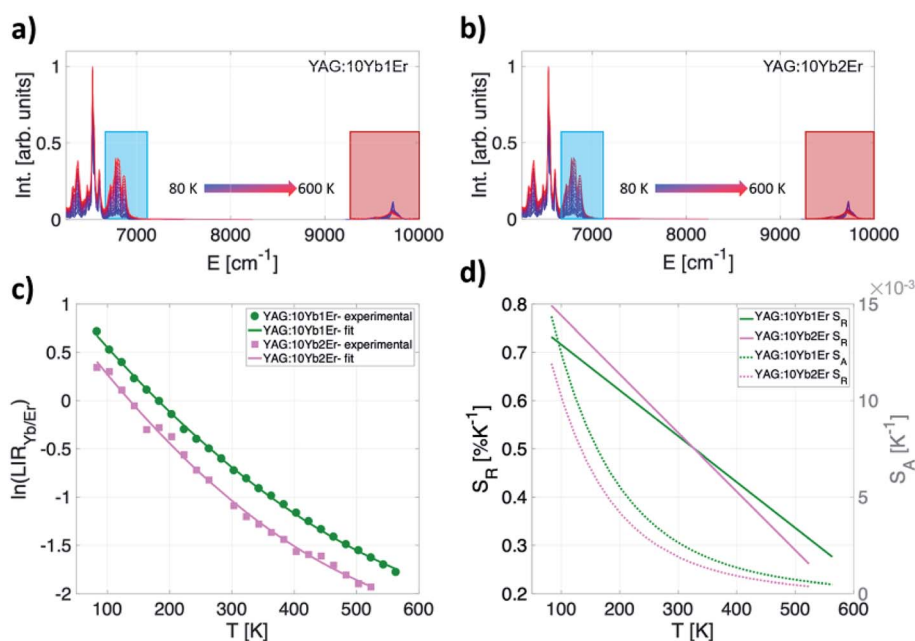 a)
YAG:10Yb1Er
Int. [arb. units]
1
0.5
0
80 K
600 K
7000
8000
9000
10000
E [cm⁻¹]
b)
YAG:10Yb2Er
Int. [arb. units]
1
0.5
0
80 K
600 K
7000
8000
9000
10000
E [cm⁻¹]
c)
YAG:10Yb1Er- experimental
YAG:10Yb1Er- fit
YAG:10Yb2Er- experimental
YAG:10Yb2Er- fit
ln(LIR_Yb/Er)
1
0.5
0
-0.5
-1
-1.5
-2
0
100
200
300
400
500
600
T [K]
d)
×10⁻³
YAG:10Yb1Er S_R
YAG:10Yb2Er S_R
YAG:10Yb1Er S_A
YAG:10Yb2Er S_R
S_R [%K⁻¹]
0.8
0.7
0.6
0.5
0.4
0.3
0.2
15
10
5
0
S_A [K⁻¹]
0
100
200
300
400
500
600
T [K]